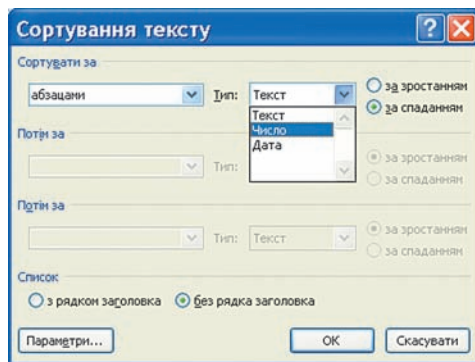 Сортування тексту
Сортувати за
абзацами Тип: Текст за зростанням
за спаданням
Текст
Число
Дата
Потім за
Тип: за зростанням
за спаданням
Потім за
Тип: Текст за зростанням
за спаданням
Список
з рядком заголовка без рядка заголовка
Параметри... ОК Скасувати